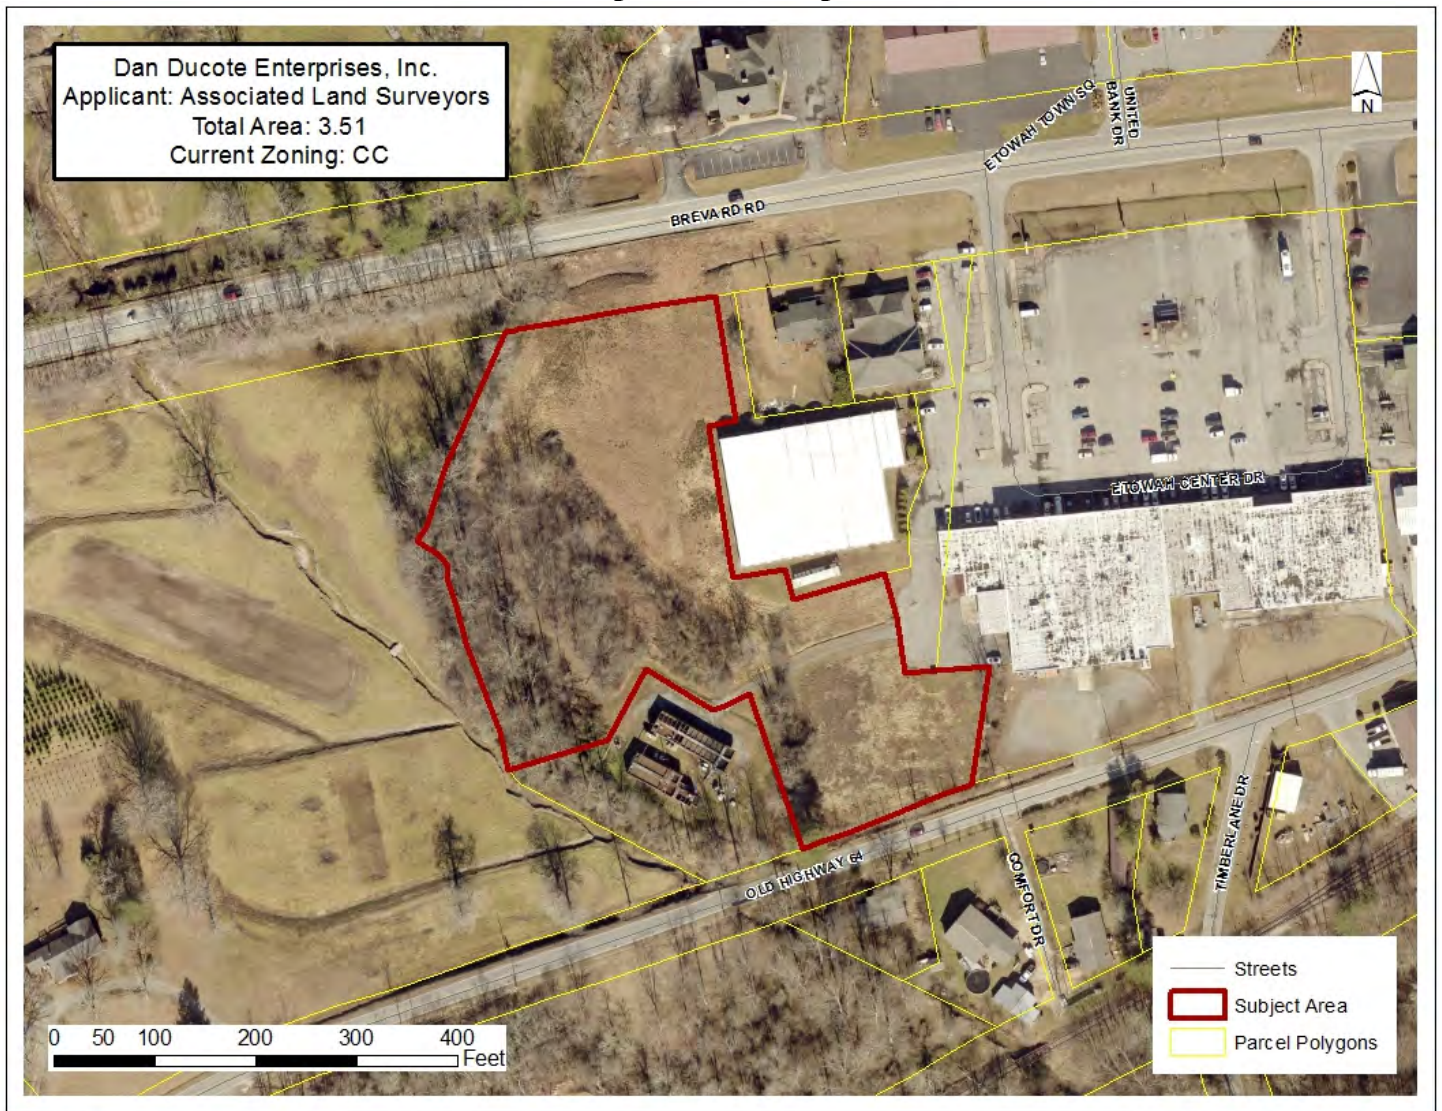 Dan Ducote Enterprises, Inc.
Applicant: Associated Land Surveyors
Total Area: 3.51
Current Zoning: CC
N
ETOWAH TOWN SQ
UNITED
BANK DR
BREVARD RD
ETOWAH CENTER DR
OLD HIGHWAY 64
COMFORT DR
TIMBERLANE DR
Streets
Subject Area
Parcel Polygons
0 50 100 200 300 400
Feet